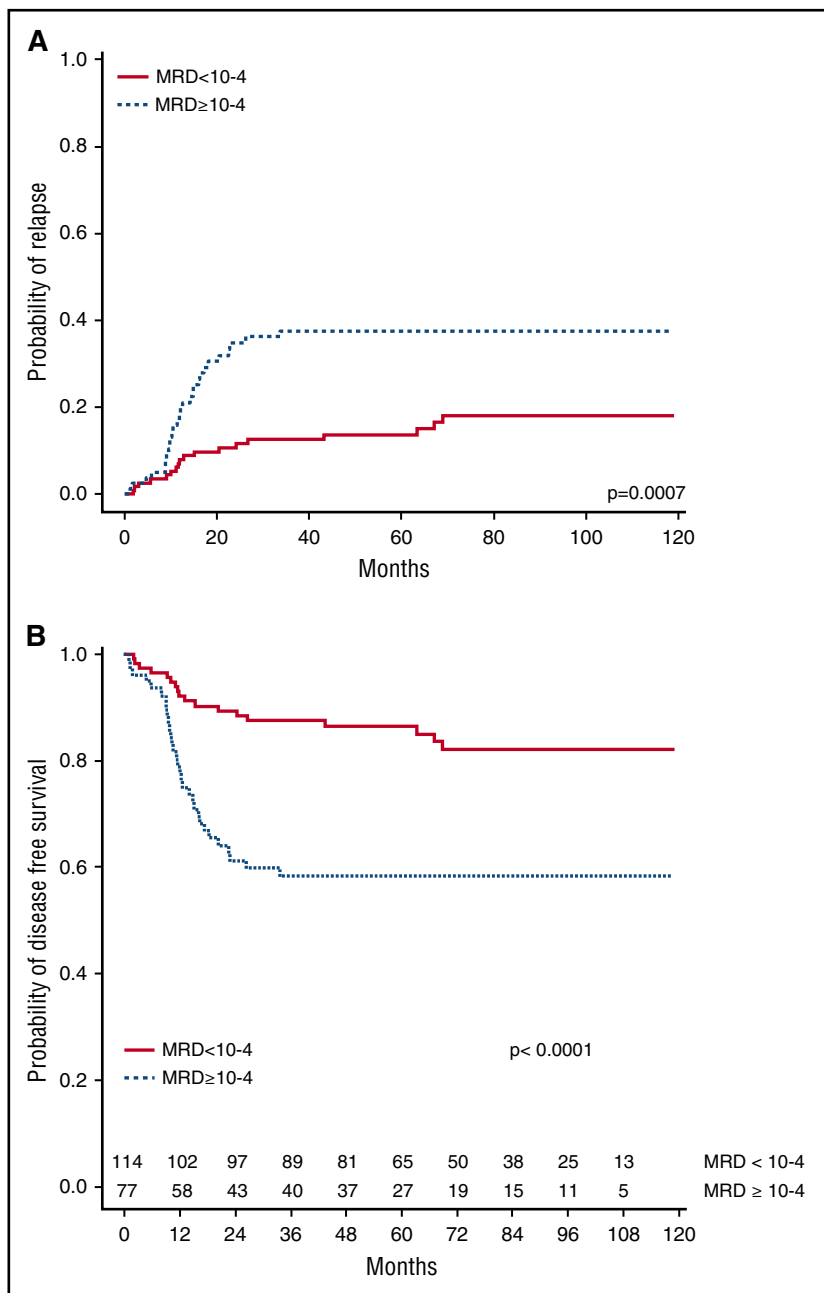 A
1.0
MRD<10-4
MRD≥10-4
0.8
0.6
0.4
0.2
0.0
Probability of relapse
p=0.0007
0 20 40 60 80 100 120
Months
B
1.0
0.8
0.6
0.4
0.2
0.0
Probability of disease free survival
MRD<10-4
MRD≥10-4
p< 0.0001
114 102 97 89 81 65 50 38 25 13 MRD < 10-4
77 58 43 40 37 27 19 15 11 5 MRD ≥ 10-4
0 12 24 36 48 60 72 84 96 108 120
Months